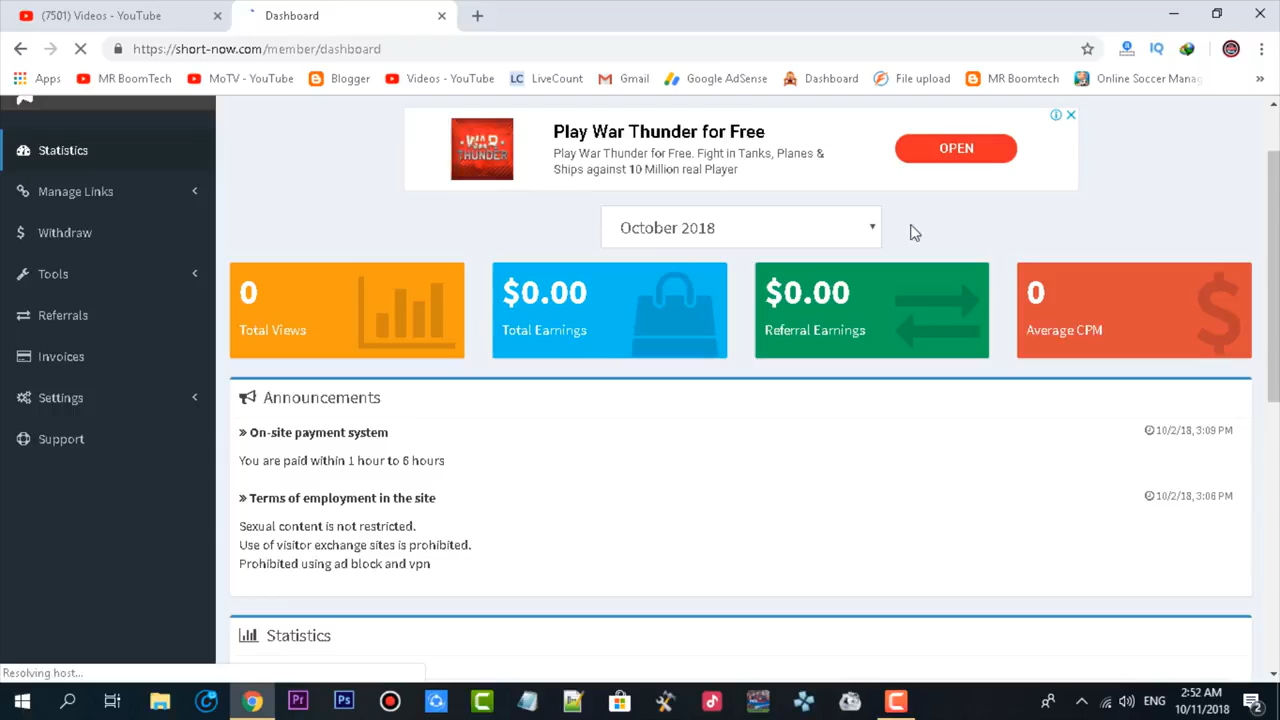 (7501) Videos - YouTube
Dashboard
https://short-now.com/member/dashboard
Apps
MR BoomTech
MoTV - YouTube
Blogger
Videos - YouTube
LiveCount
Gmail
Google AdSense
Dashboard
File upload
MR Boomtech
Online Soccer Manag
Statistics
Manage Links
Withdraw
Tools
Referrals
Invoices
Settings
Support
WAR
THUNDER
Play War Thunder for Free
Play War Thunder for Free. Fight in Tanks, Planes &
Ships against 10 Million real Player
OPEN
October 2018
0
Total Views
$0.00
Total Earnings
$0.00
Referral Earnings
0
Average CPM
Announcements
» On-site payment system
10/2/18, 3:09 PM
You are paid within 1 hour to 6 hours
» Terms of employment in the site
10/2/18, 3:06 PM
Sexual content is not restricted.
Use of visitor exchange sites is prohibited.
Prohibited using ad block and vpn
Statistics
Resolving host...
ENG
2:52 AM
10/11/2018
2